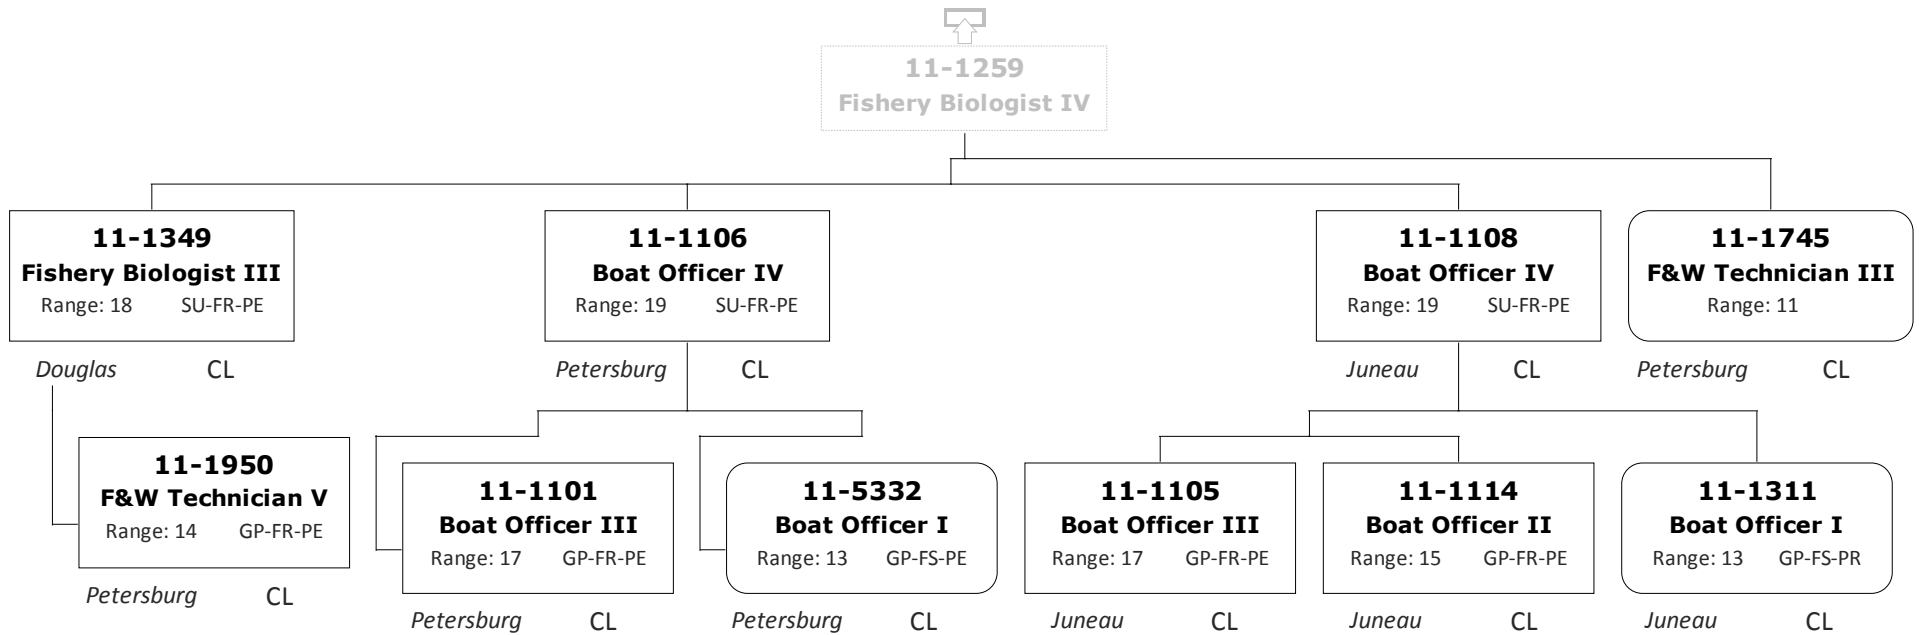 11-1259
Fishery Biologist IV
11-1349
Fishery Biologist III
Range: 18 SU-FR-PE
Douglas CL
11-1106
Boat Officer IV
Range: 19 SU-FR-PE
Petersburg CL
11-1108
Boat Officer IV
Range: 19 SU-FR-PE
Juneau CL
11-1745
F&W Technician III
Range: 11
Petersburg CL
11-1950
F&W Technician V
Range: 14 GP-FR-PE
Petersburg CL
11-1101
Boat Officer III
Range: 17 GP-FR-PE
Petersburg CL
11-5332
Boat Officer I
Range: 13 GP-FS-PE
Petersburg CL
11-1105
Boat Officer III
Range: 17 GP-FR-PE
Juneau CL
11-1114
Boat Officer II
Range: 15 GP-FR-PE
Juneau CL
11-1311
Boat Officer I
Range: 13 GP-FS-PR
Juneau CL